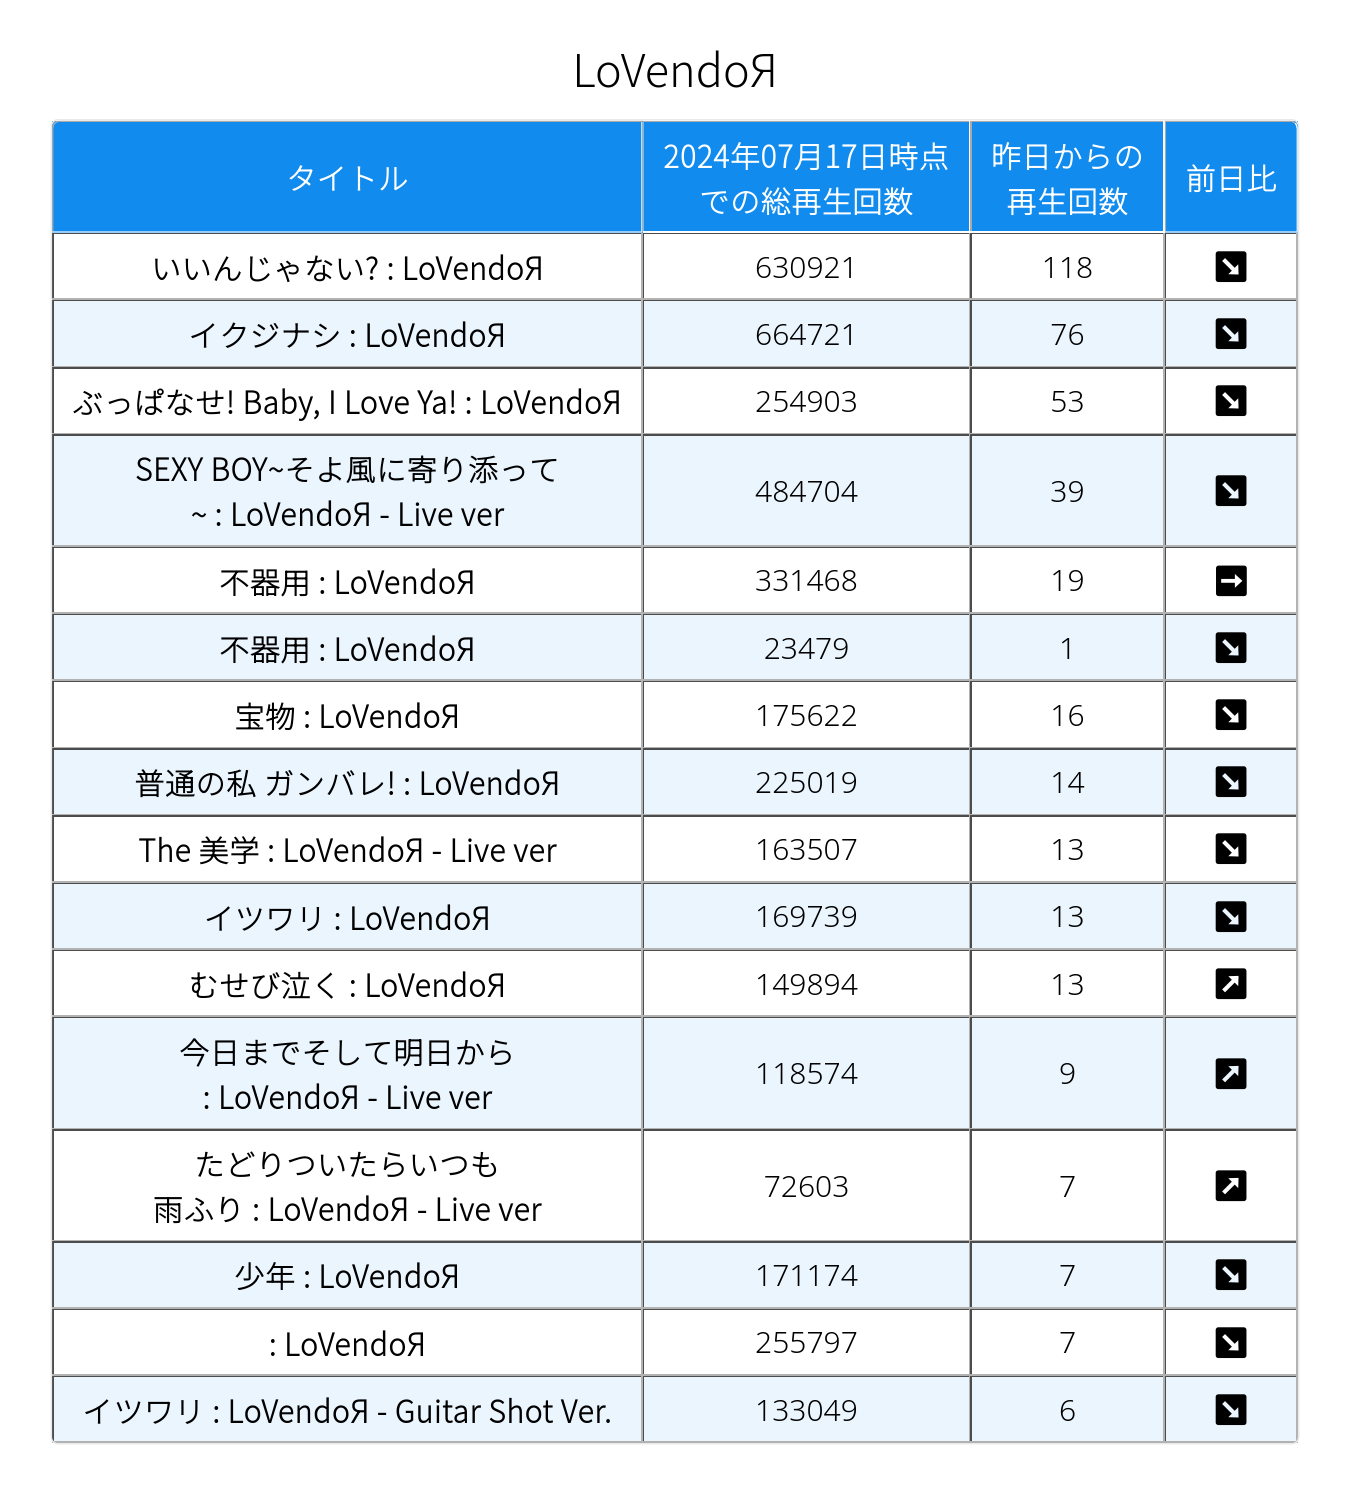 LoVendoЯ
タイトル
2024年07月17日時点
での総再生回数
昨日からの
再生回数
前日比
いいんじゃない? : LoVendoЯ 630921 118 ↘
イクジナシ : LoVendoЯ 664721 76 ↘
ぶっぱなせ! Baby, I Love Ya! : LoVendoЯ 254903 53 ↘
SEXY BOY~そよ風に寄り添って
~ : LoVendoЯ - Live ver 484704 39 ↘
不器用 : LoVendoЯ 331468 19 →
不器用 : LoVendoЯ 23479 1 ↘
宝物 : LoVendoЯ 175622 16 ↘
普通の私 ガンバレ! : LoVendoЯ 225019 14 ↘
The 美学 : LoVendoЯ - Live ver 163507 13 ↘
イツワリ : LoVendoЯ 169739 13 ↘
むせび泣く : LoVendoЯ 149894 13 ↗
今日までそして明日から
: LoVendoЯ - Live ver 118574 9 ↗
たどりついたらいつも
雨ふり : LoVendoЯ - Live ver 72603 7 ↗
少年 : LoVendoЯ 171174 7 ↘
: LoVendoЯ 255797 7 ↘
イツワリ : LoVendoЯ - Guitar Shot Ver. 133049 6 ↘